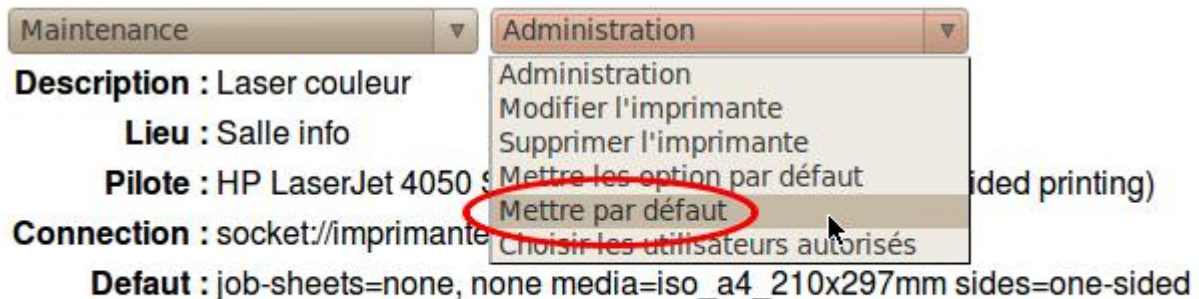 Maintenance Administration
Administration
Description : Laser couleur
Modifier l'imprimante
Lieu : Salle info
Supprimer l'imprimante
Mettre les option par défaut
Pilote : HP LaserJet 4050 ided printing)
Mettre par défaut
Connection : socket://imprimante
Choisir les utilisateurs autorisés
Defaut : job-sheets=none, none media=iso_a4_210x297mm sides=one-sided